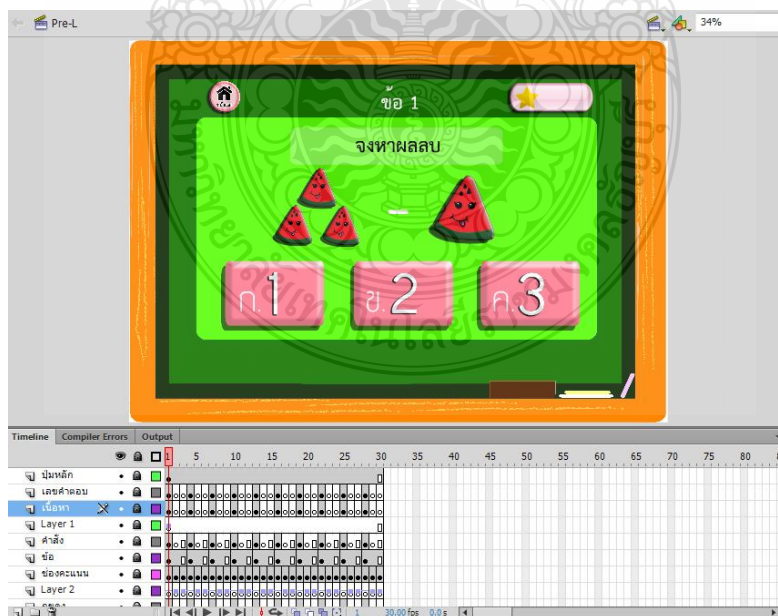 Pre-L
34%
ข้อ 1
จงหาผลลบ
-
ก.1 ข.2 ค.3
Timeline Compiler Errors Output
1 5 10 15 20 25 30 35 40 45 50 55 60 65 70 75 80
ปุ่มหลัก
เลขคำตอบ
เนื้อหา
Layer 1
คำสั่ง
ข้อ
ช่องคะแนน
Layer 2
1 30.00 fps 0.0 s